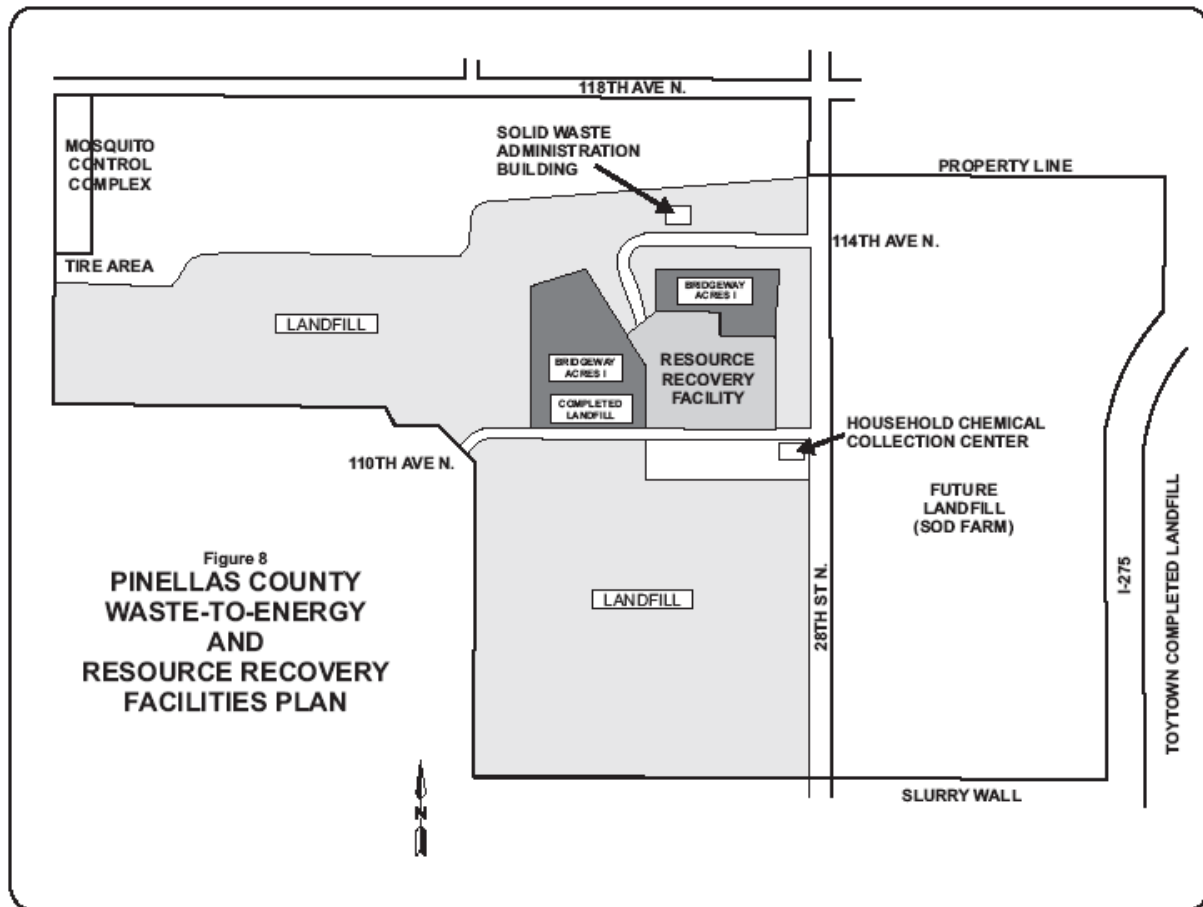 118TH AVE N.
MOSQUITO
CONTROL
COMPLEX
SOLID WASTE
ADMINISTRATION
BUILDING
PROPERTY LINE
114TH AVE N.
TIRE AREA
BRIDGEWAY
ACRES I
LANDFILL
BRIDGEWAY
ACRES I
COMPLETED
LANDFILL
RESOURCE
RECOVERY
FACILITY
HOUSEHOLD CHEMICAL
COLLECTION CENTER
110TH AVE N.
FUTURE
LANDFILL
(SOD FARM)
Figure 8
PINELLAS COUNTY
WASTE-TO-ENERGY
AND
RESOURCE RECOVERY
FACILITIES PLAN
LANDFILL
28TH ST N.
I-275
TOYTOWN COMPLETED LANDFILL
SLURRY WALL
N